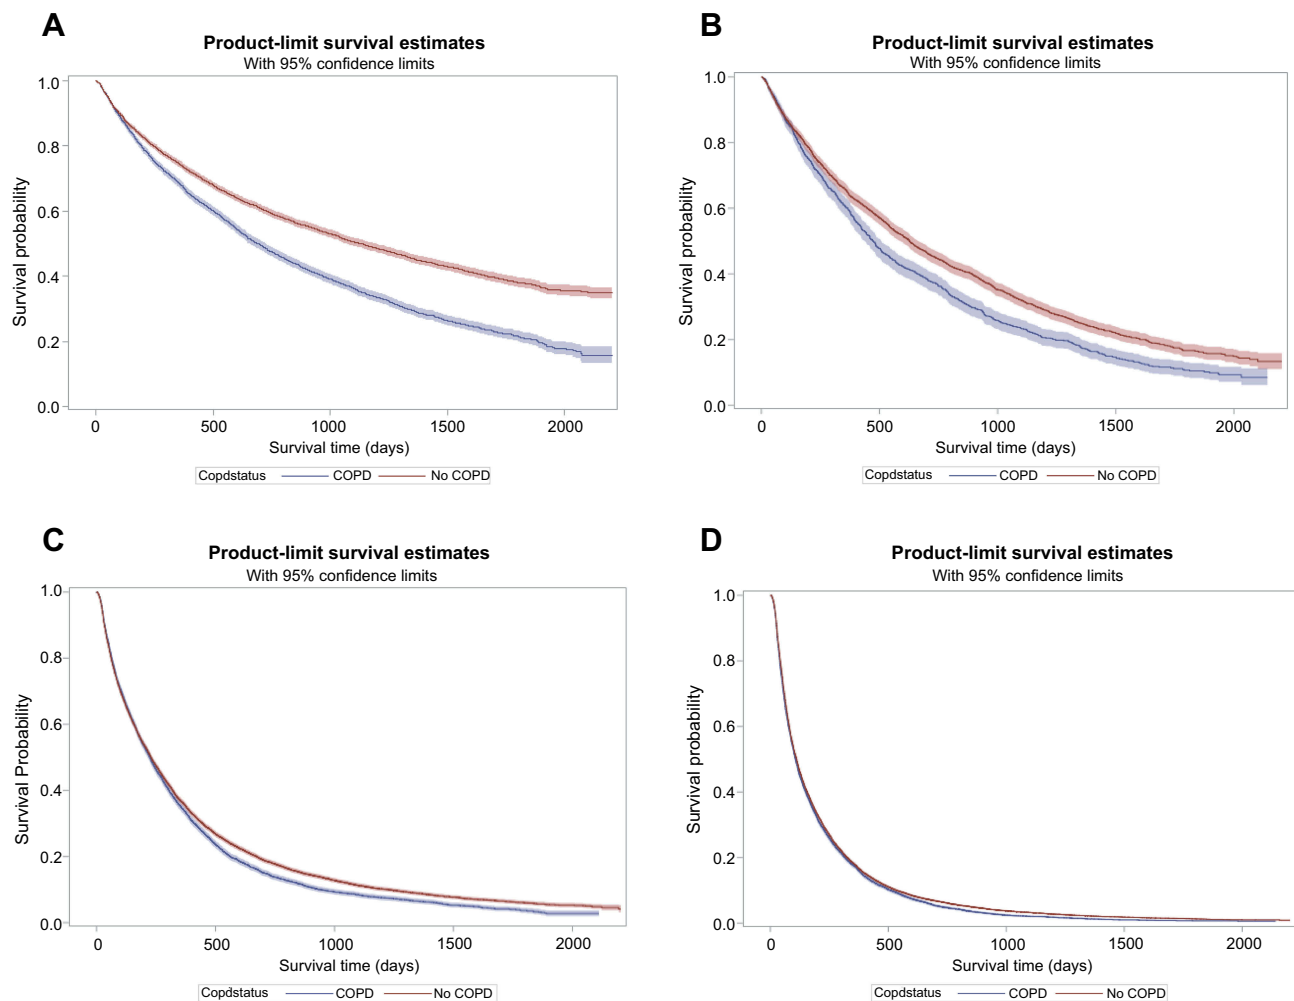 A
Product-limit survival estimates
With 95% confidence limits
1.0
0.8
0.6
0.4
0.2
0.0
Survival probability
0 500 1000 1500 2000
Survival time (days)
Copdstatus COPD No COPD
B
Product-limit survival estimates
With 95% confidence limits
1.0
0.8
0.6
0.4
0.2
0.0
Survival probability
0 500 1000 1500 2000
Survival time (days)
Copdstatus COPD No COPD
C
Product-limit survival estimates
With 95% confidence limits
1.0
0.8
0.6
0.4
0.2
0.0
Survival Probability
0 500 1000 1500 2000
Survival time (days)
Copdstatus COPD No COPD
D
Product-limit survival estimates
With 95% confidence limits
1.0
0.8
0.6
0.4
0.2
0.0
Survival probability
0 500 1000 1500 2000
Survival time (days)
Copdstatus COPD No COPD